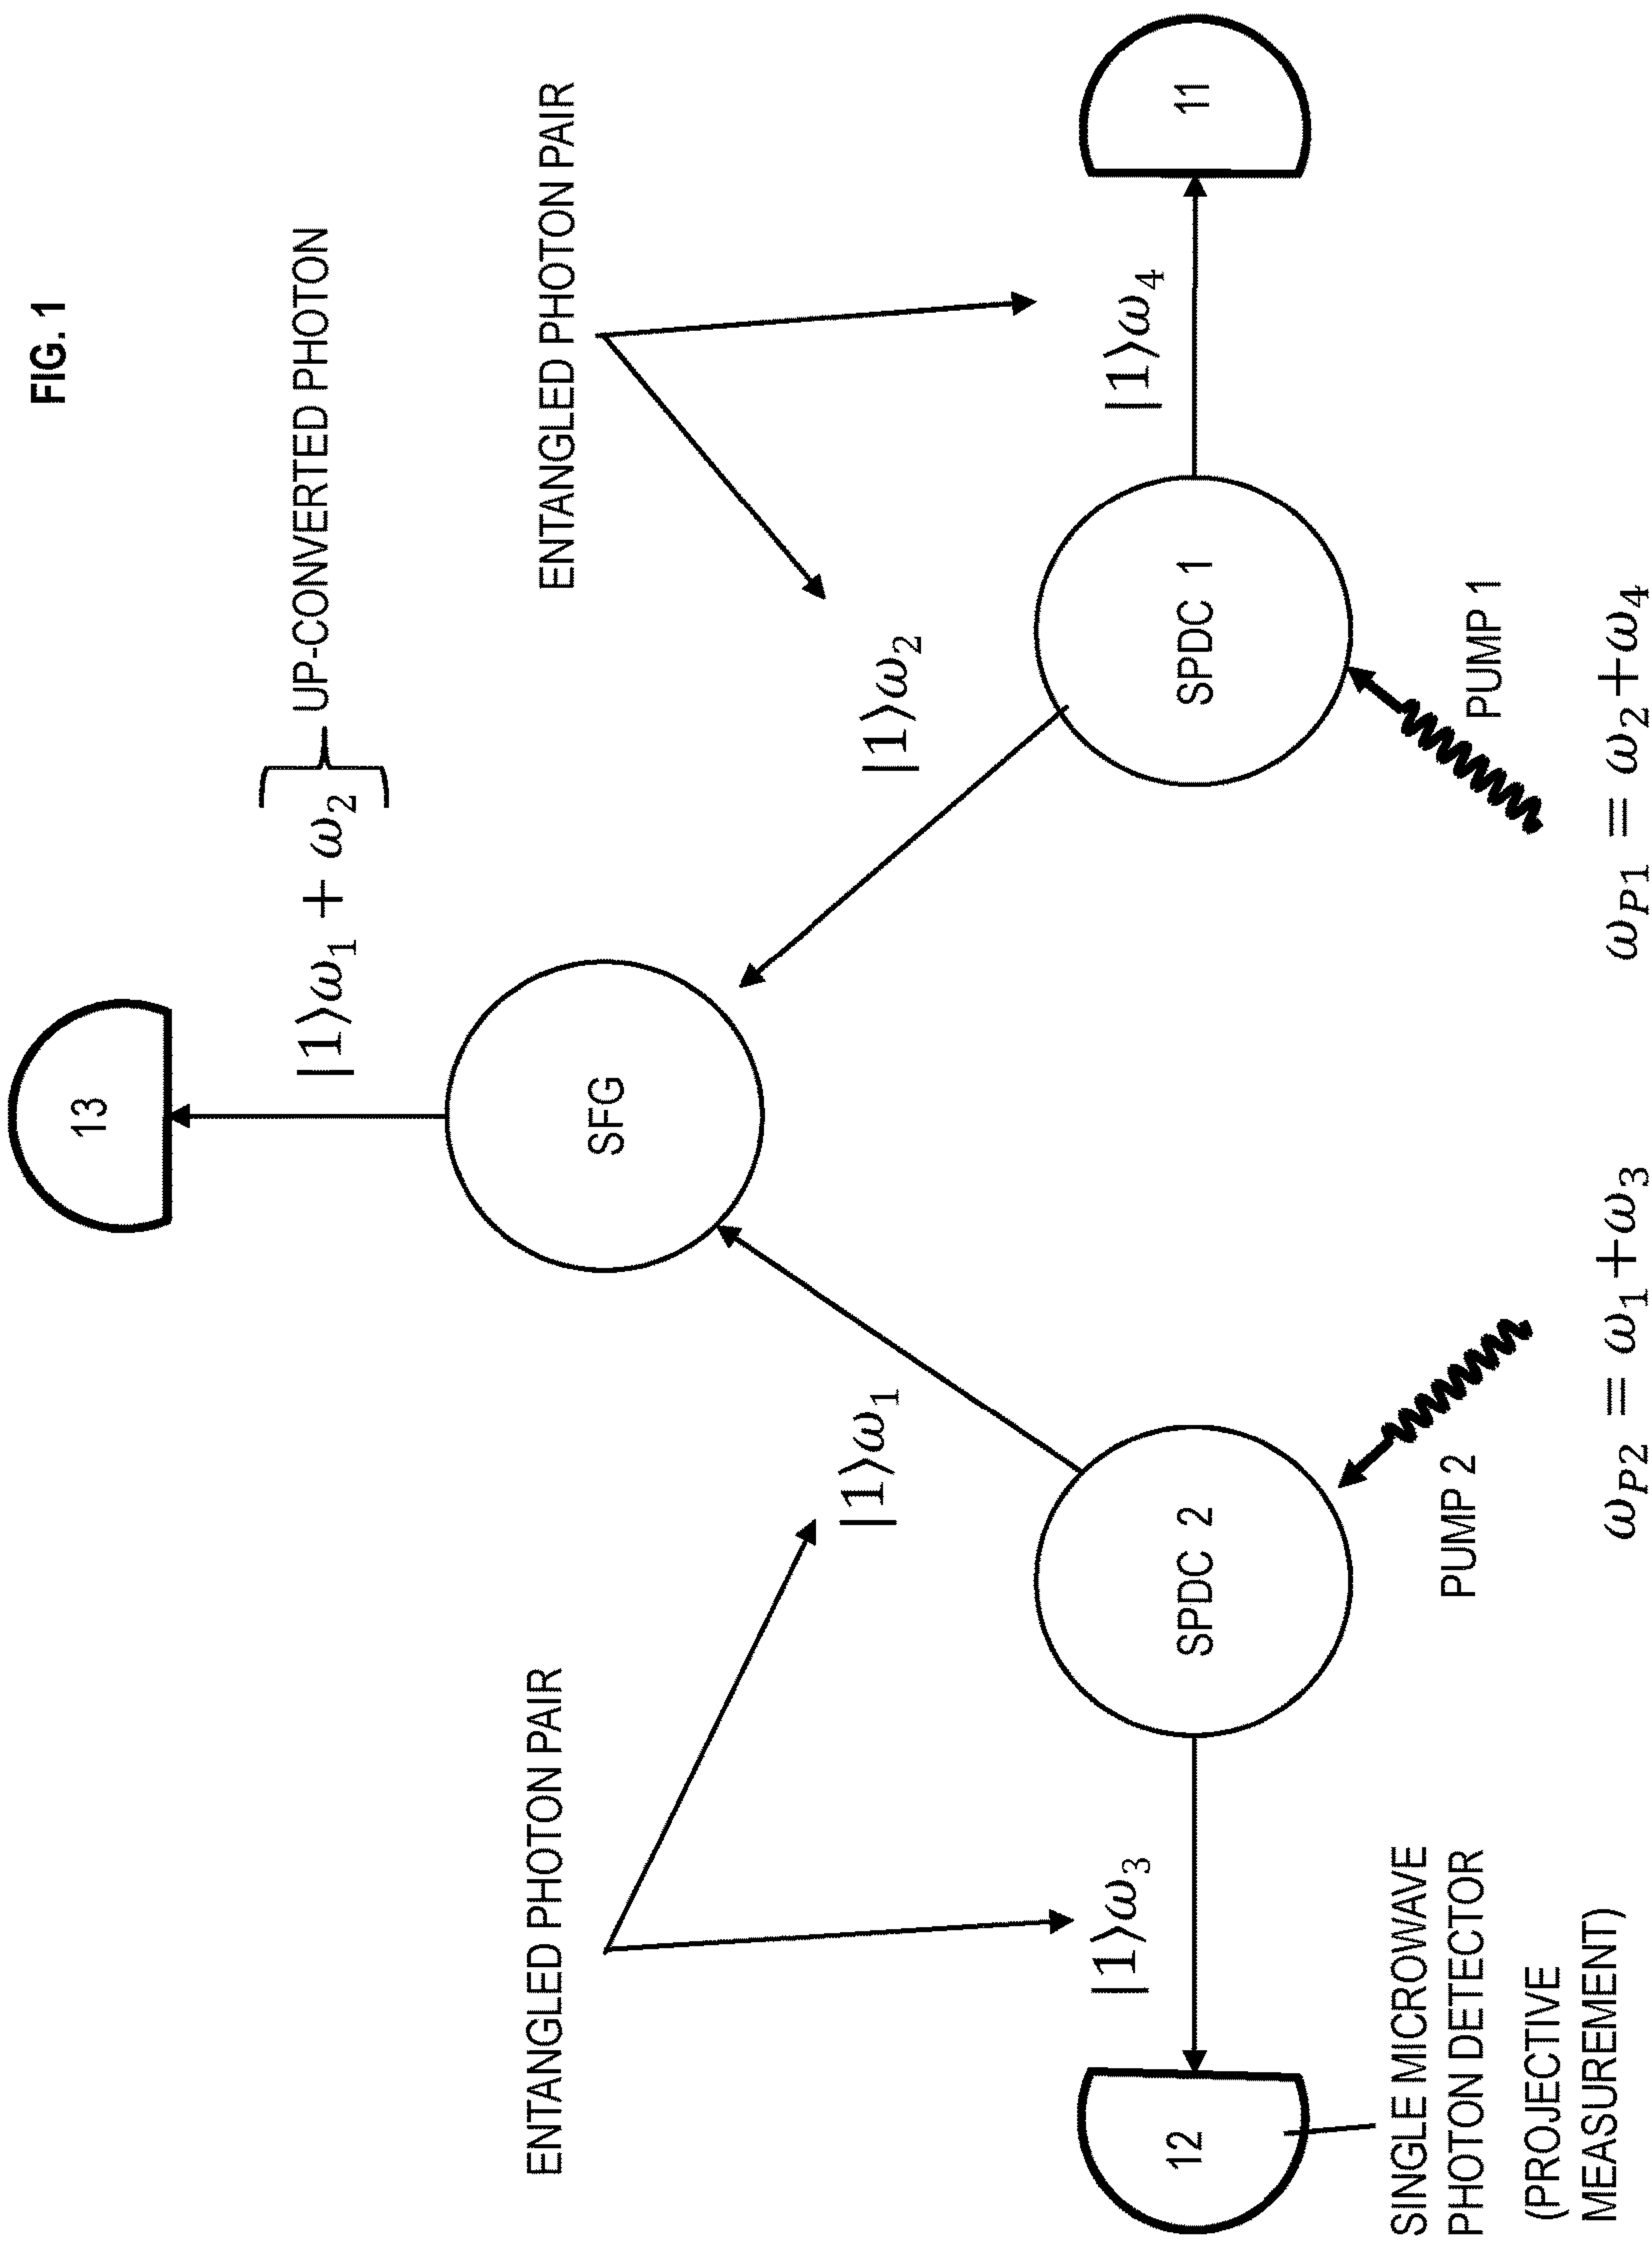 FIG. 1
13
|1⟩ω₁ + ω₂
UP-CONVERTED PHOTON
ENTANGLED PHOTON PAIR
ENTANGLED PHOTON PAIR
SFG
|1⟩ω₁
|1⟩ω₂
|1⟩ω₃
|1⟩ω₄
12
SPDC 2
SPDC 1
11
SINGLE MICROWAVE
PHOTON DETECTOR
(PROJECTIVE
MEASUREMENT)
PUMP 2
PUMP 1
ω_P2 = ω₁+ω₃
ω_P1 = ω₂+ω₄